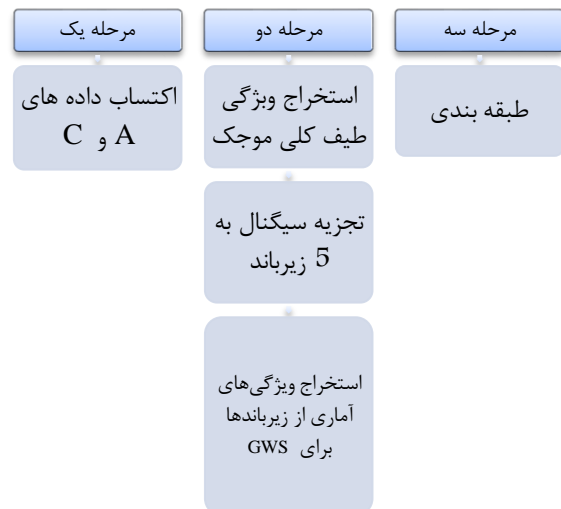 مرحله یک
اکتساب داده های
A و C
مرحله دو
استخراج ویژگی
طیف کلی موجک
تجزیه سیگنال به
5 زیرباند
استخراج ویژگی‌های
آماری از زیرباندها
برای GWS
مرحله سه
طبقه بندی